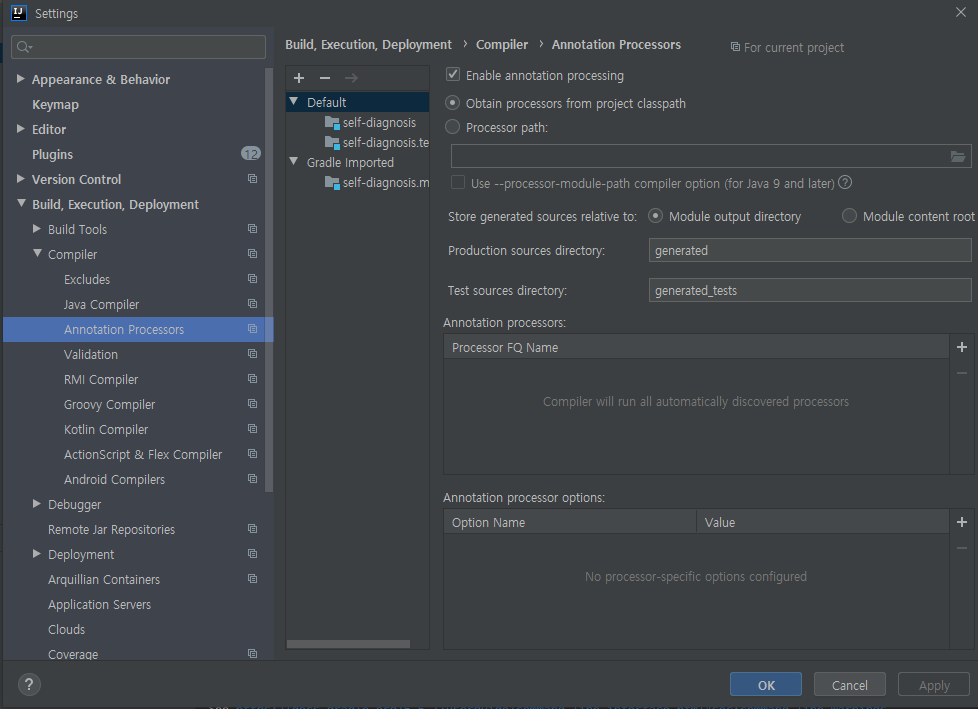 Settings
Build, Execution, Deployment › Compiler › Annotation Processors
For current project
Appearance & Behavior
Keymap
Editor
Plugins 12
Version Control
Build, Execution, Deployment
Build Tools
Compiler
Excludes
Java Compiler
Annotation Processors
Validation
RMI Compiler
Groovy Compiler
Kotlin Compiler
ActionScript & Flex Compiler
Android Compilers
Debugger
Remote Jar Repositories
Deployment
Arquillian Containers
Application Servers
Clouds
Coverage
Default
self-diagnosis
self-diagnosis.te
Gradle Imported
self-diagnosis.m
Enable annotation processing
Obtain processors from project classpath
Processor path:
Use --processor-module-path compiler option (for Java 9 and later) ?
Store generated sources relative to: Module output directory Module content root
Production sources directory: generated
Test sources directory: generated_tests
Annotation processors:
Processor FQ Name
Compiler will run all automatically discovered processors
Annotation processor options:
Option Name Value
No processor-specific options configured
? OK Cancel Apply